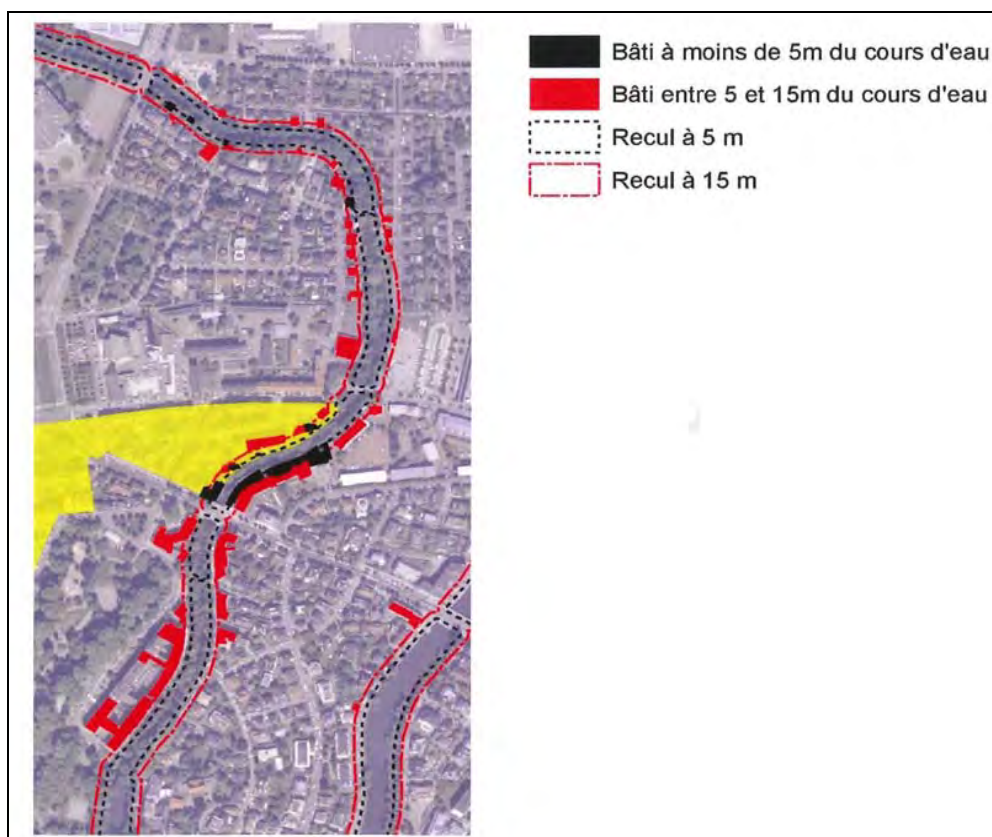 Bâti à moins de 5m du cours d'eau
Bâti entre 5 et 15m du cours d'eau
Recul à 5 m
Recul à 15 m